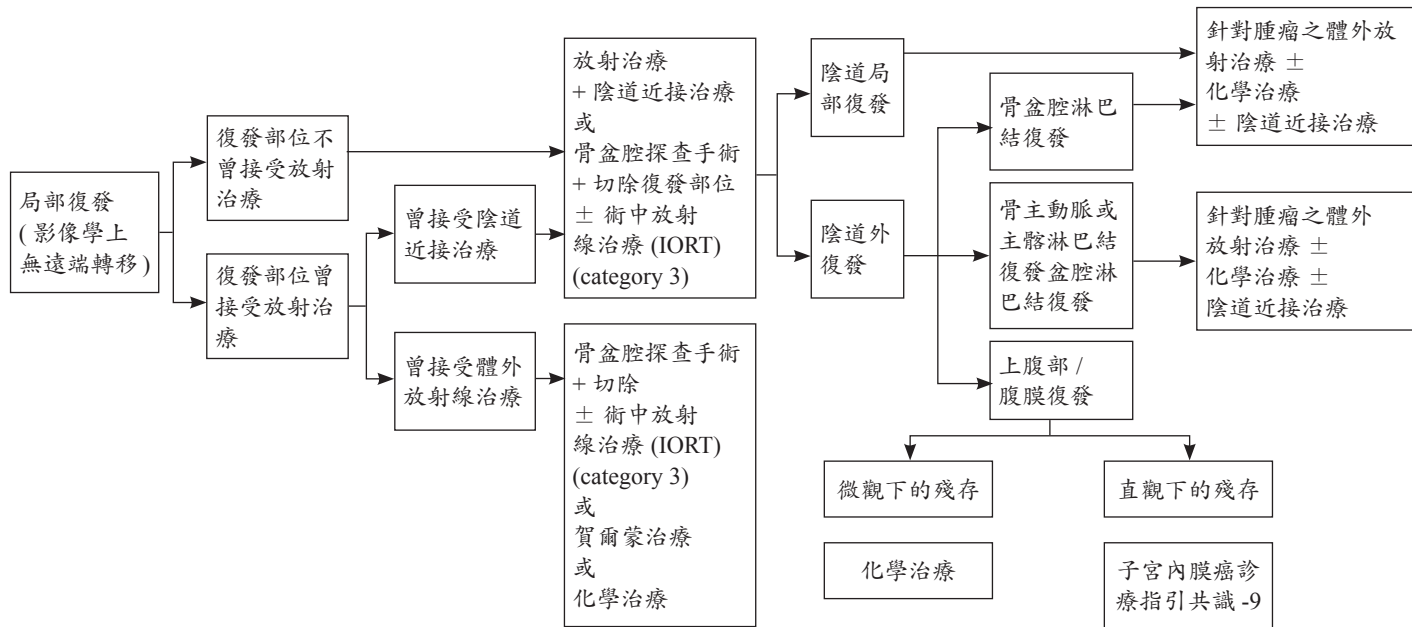 局部復發
( 影像學上
無遠端轉移 )
復發部位不
曾接受放射
治療
復發部位曾
接受放射治
療
曾接受陰道
近接治療
曾接受體外
放射線治療
放射治療
+ 陰道近接治療
或
骨盆腔探查手術
+ 切除復發部位
± 術中放射
線治療 (IORT)
(category 3)
骨盆腔探查手術
+ 切除
± 術中放射
線治療 (IORT)
(category 3)
或
賀爾蒙治療
或
化學治療
陰道局
部復發
陰道外
復發
骨盆腔淋巴
結復發
骨主動脈或
主髂淋巴結
復發盆腔淋
巴結復發
上腹部 /
腹膜復發
針對腫瘤之體外放
射治療 ±
化學治療
± 陰道近接治療
針對腫瘤之體外
放射治療 ±
化學治療 ±
陰道近接治療
微觀下的殘存
直觀下的殘存
化學治療
子宮內膜癌診
療指引共識 -9